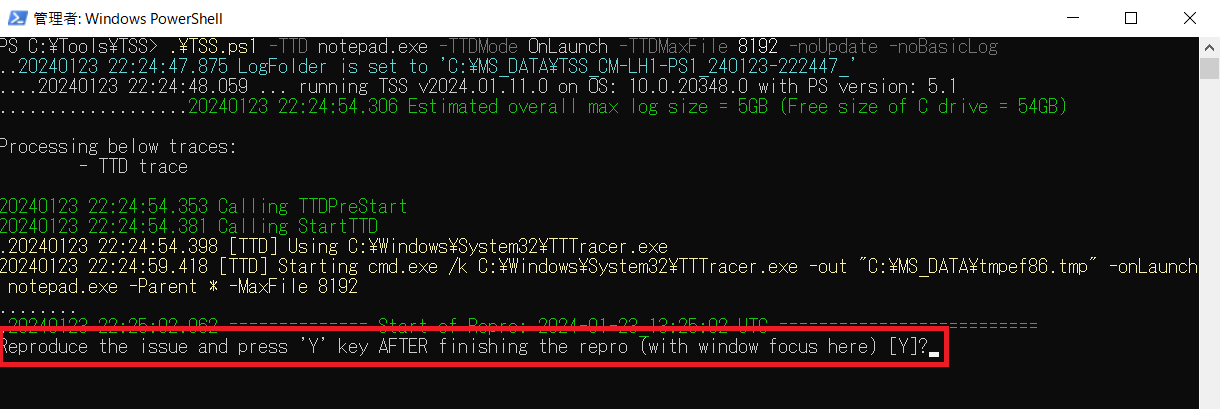 管理者: Windows PowerShell
PS C:¥Tools¥TSS> .¥TSS.ps1 -TTD notepad.exe -TTDMode OnLaunch -TTDMaxFile 8192 -noUpdate -noBasicLog
..20240123 22:24:47.875 LogFolder is set to 'C:¥MS_DATA¥TSS_CM-LH1-PS1_240123-222447_'
....20240123 22:24:48.059 ... running TSS v2024.01.11.0 on OS: 10.0.20348.0 with PS version: 5.1
....................20240123 22:24:54.306 Estimated overall max log size = 5GB (Free size of C drive = 54GB)
Processing below traces:
- TTD trace
20240123 22:24:54.353 Calling TTDPreStart
20240123 22:24:54.381 Calling StartTTD
.20240123 22:24:54.398 [TTD] Using C:¥Windows¥System32¥TTTracer.exe
20240123 22:24:59.418 [TTD] Starting cmd.exe /k C:¥Windows¥System32¥TTTracer.exe -out "C:¥MS_DATA¥tmpef86.tmp" -onLaunch
notepad.exe -Parent * -MaxFile 8192
........
.20240123 22:25:02.062 -------------- Start of Repro: 2024-01-23_13:25:02 UTC --------------------------
Reproduce the issue and press 'Y' key AFTER finishing the repro (with window focus here) [Y]?